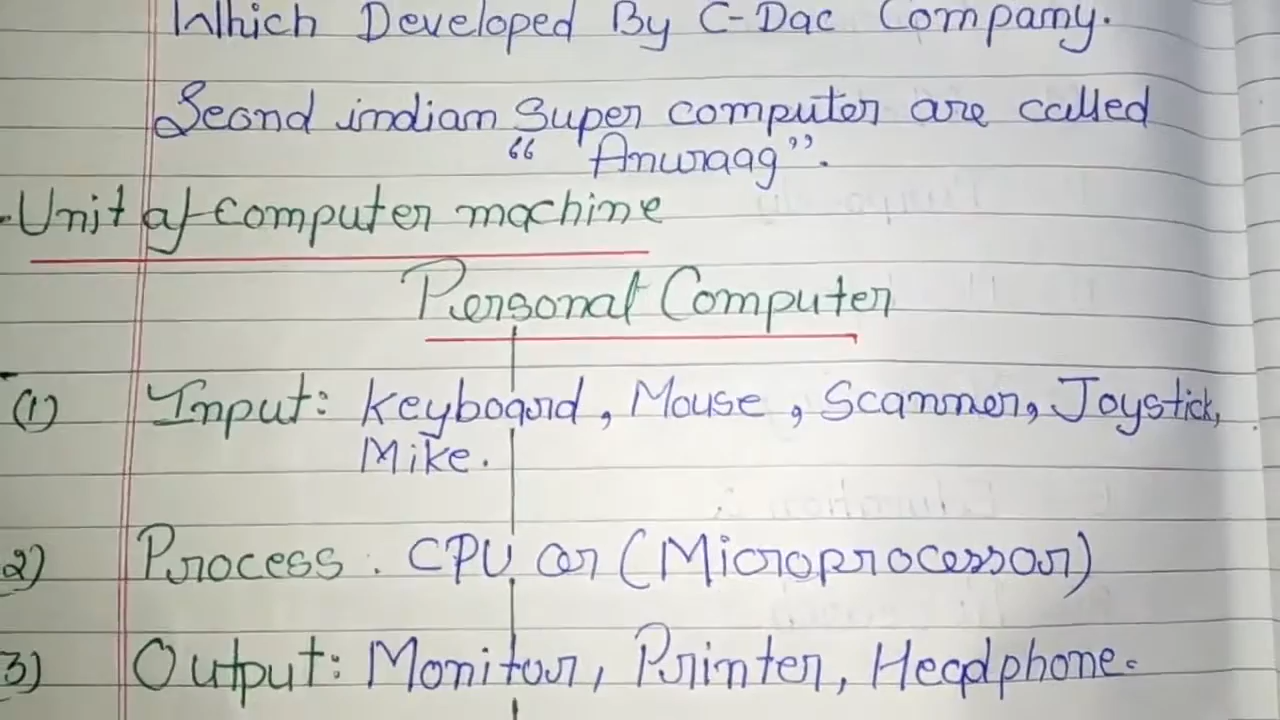 Which Developed By C-Dac Company.
Second indian Super computer are called
“ Anuraag”.
Unit of computer machine
Personal Computer
(1) Input: Keyboard, Mouse, Scanner, Joystick,
Mike.
2) Process : CPU or (Microprocessor)
3) Output: Monitor, Printer, Headphone.